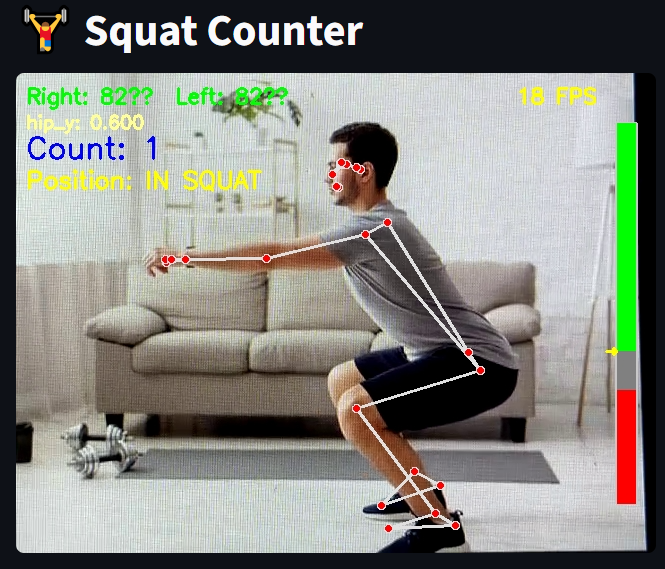 Squat Counter
Right: 82?? Left: 82?? 18 FPS
hip_y: 0.600
Count: 1
Position: IN SQUAT